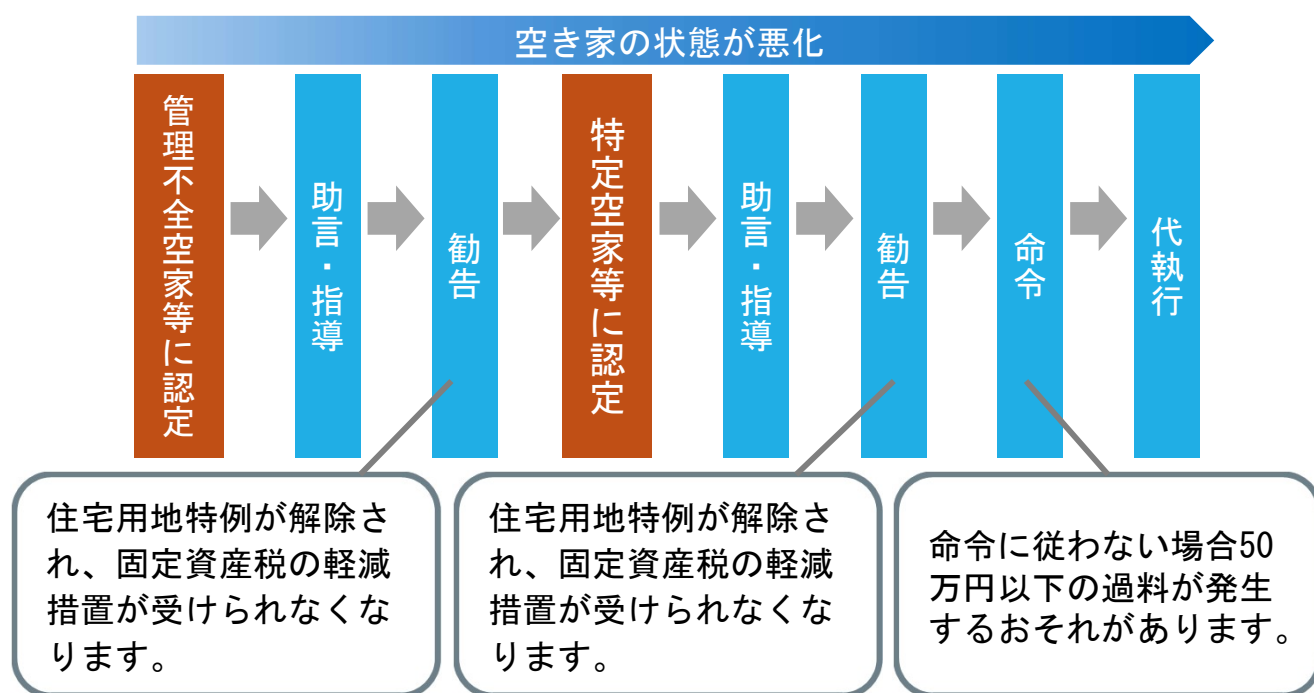 空き家の状態が悪化
管理不全空家等に認定
助言・指導
勧告
特定空家等に認定
助言・指導
勧告
命令
代執行
住宅用地特例が解除さ
れ、固定資産税の軽減
措置が受けられなくな
ります。
住宅用地特例が解除さ
れ、固定資産税の軽減
措置が受けられなくな
ります。
命令に従わない場合50
万円以下の過料が発生
するおそれがあります。